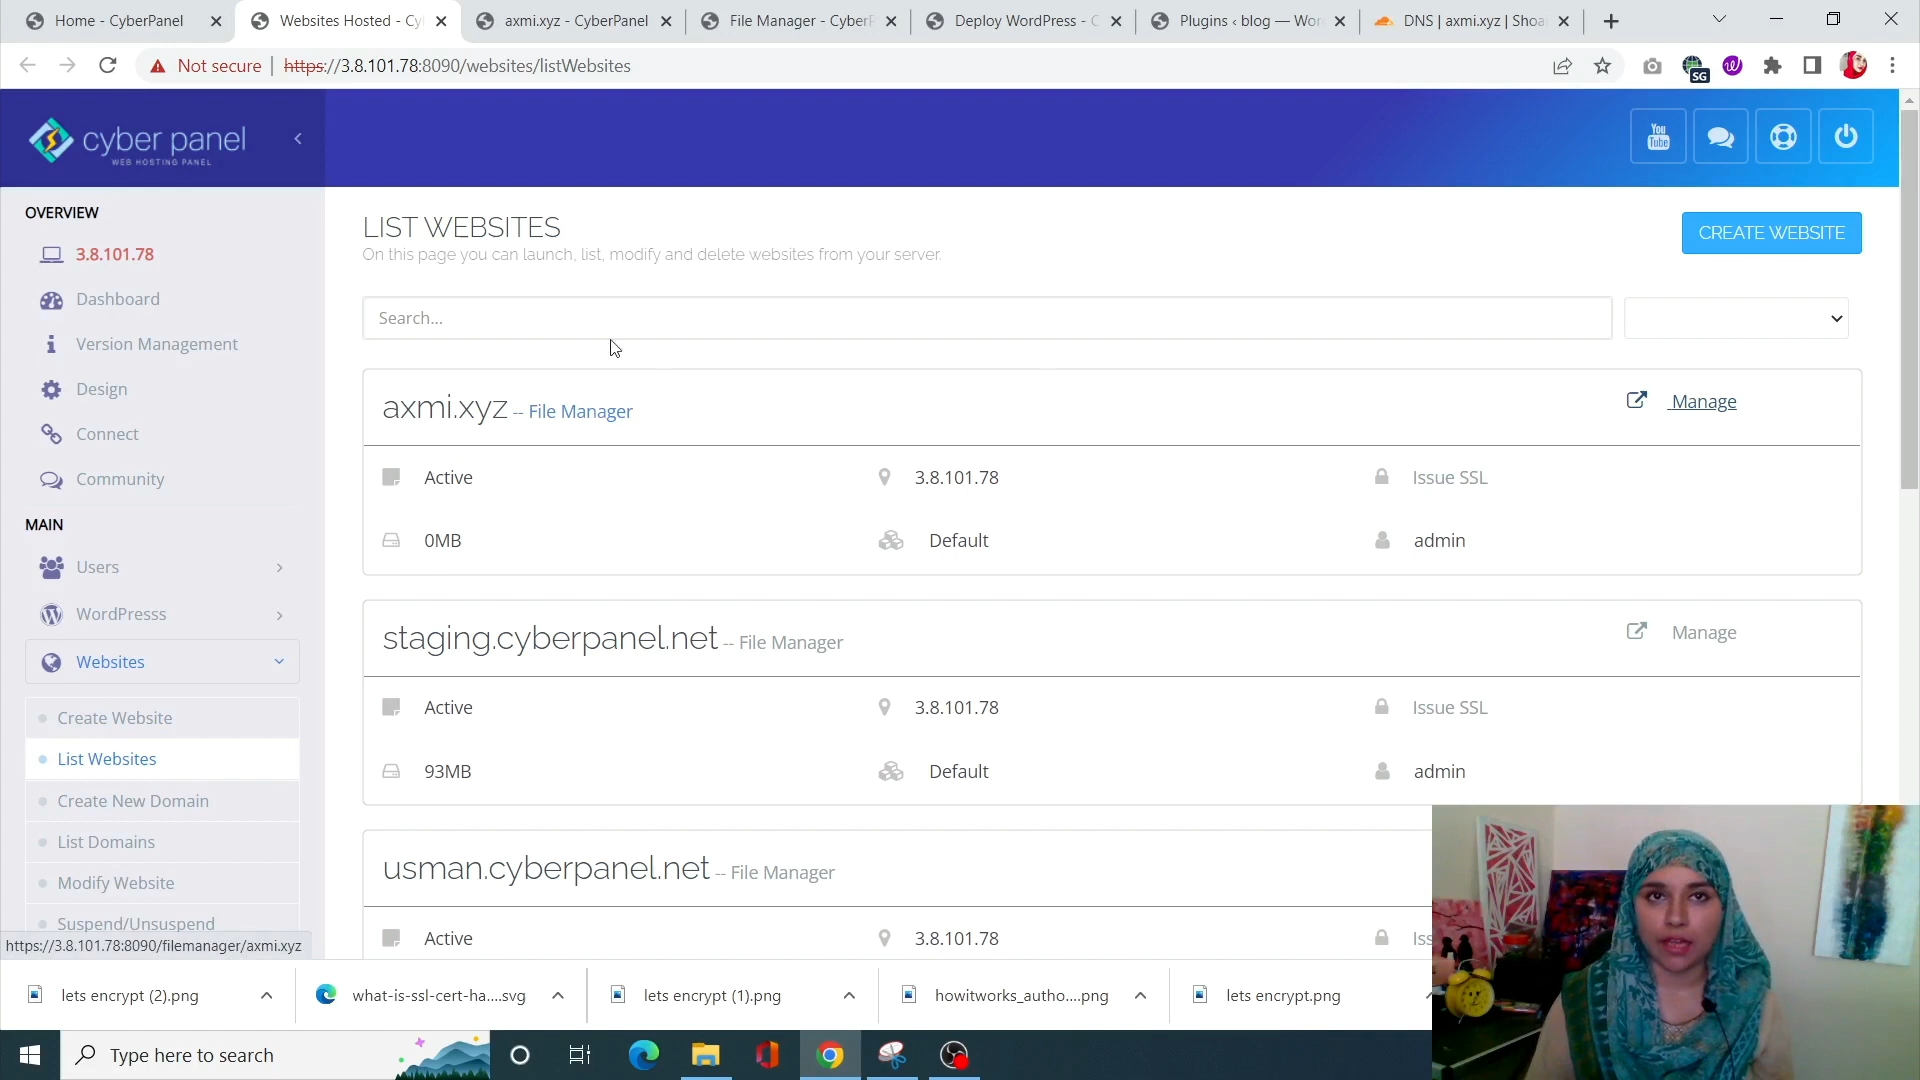 Home - CyberPanel
Websites Hosted - Cy
axmi.xyz - CyberPanel
File Manager - CyberP
Deploy WordPress - C
Plugins ‹ blog — Wor
DNS | axmi.xyz | Shoa
Not secure
https://3.8.101.78:8090/websites/listWebsites
SG
cyber panel
WEB HOSTING PANEL
You
Tube
OVERVIEW
3.8.101.78
Dashboard
Version Management
Design
Connect
Community
MAIN
Users
WordPresss
Websites
Create Website
List Websites
Create New Domain
List Domains
Modify Website
Suspend/Unsuspend
https://3.8.101.78:8090/filemanager/axmi.xyz
LIST WEBSITES
On this page you can launch, list, modify and delete websites from your server.
CREATE WEBSITE
Search...
axmi.xyz -- File Manager
Manage
Active
3.8.101.78
Issue SSL
0MB
Default
admin
staging.cyberpanel.net -- File Manager
Manage
Active
3.8.101.78
Issue SSL
93MB
Default
admin
usman.cyberpanel.net -- File Manager
Active
3.8.101.78
Iss
lets encrypt (2).png
what-is-ssl-cert-ha....svg
lets encrypt (1).png
howitworks_autho....png
lets encrypt.png
Type here to search